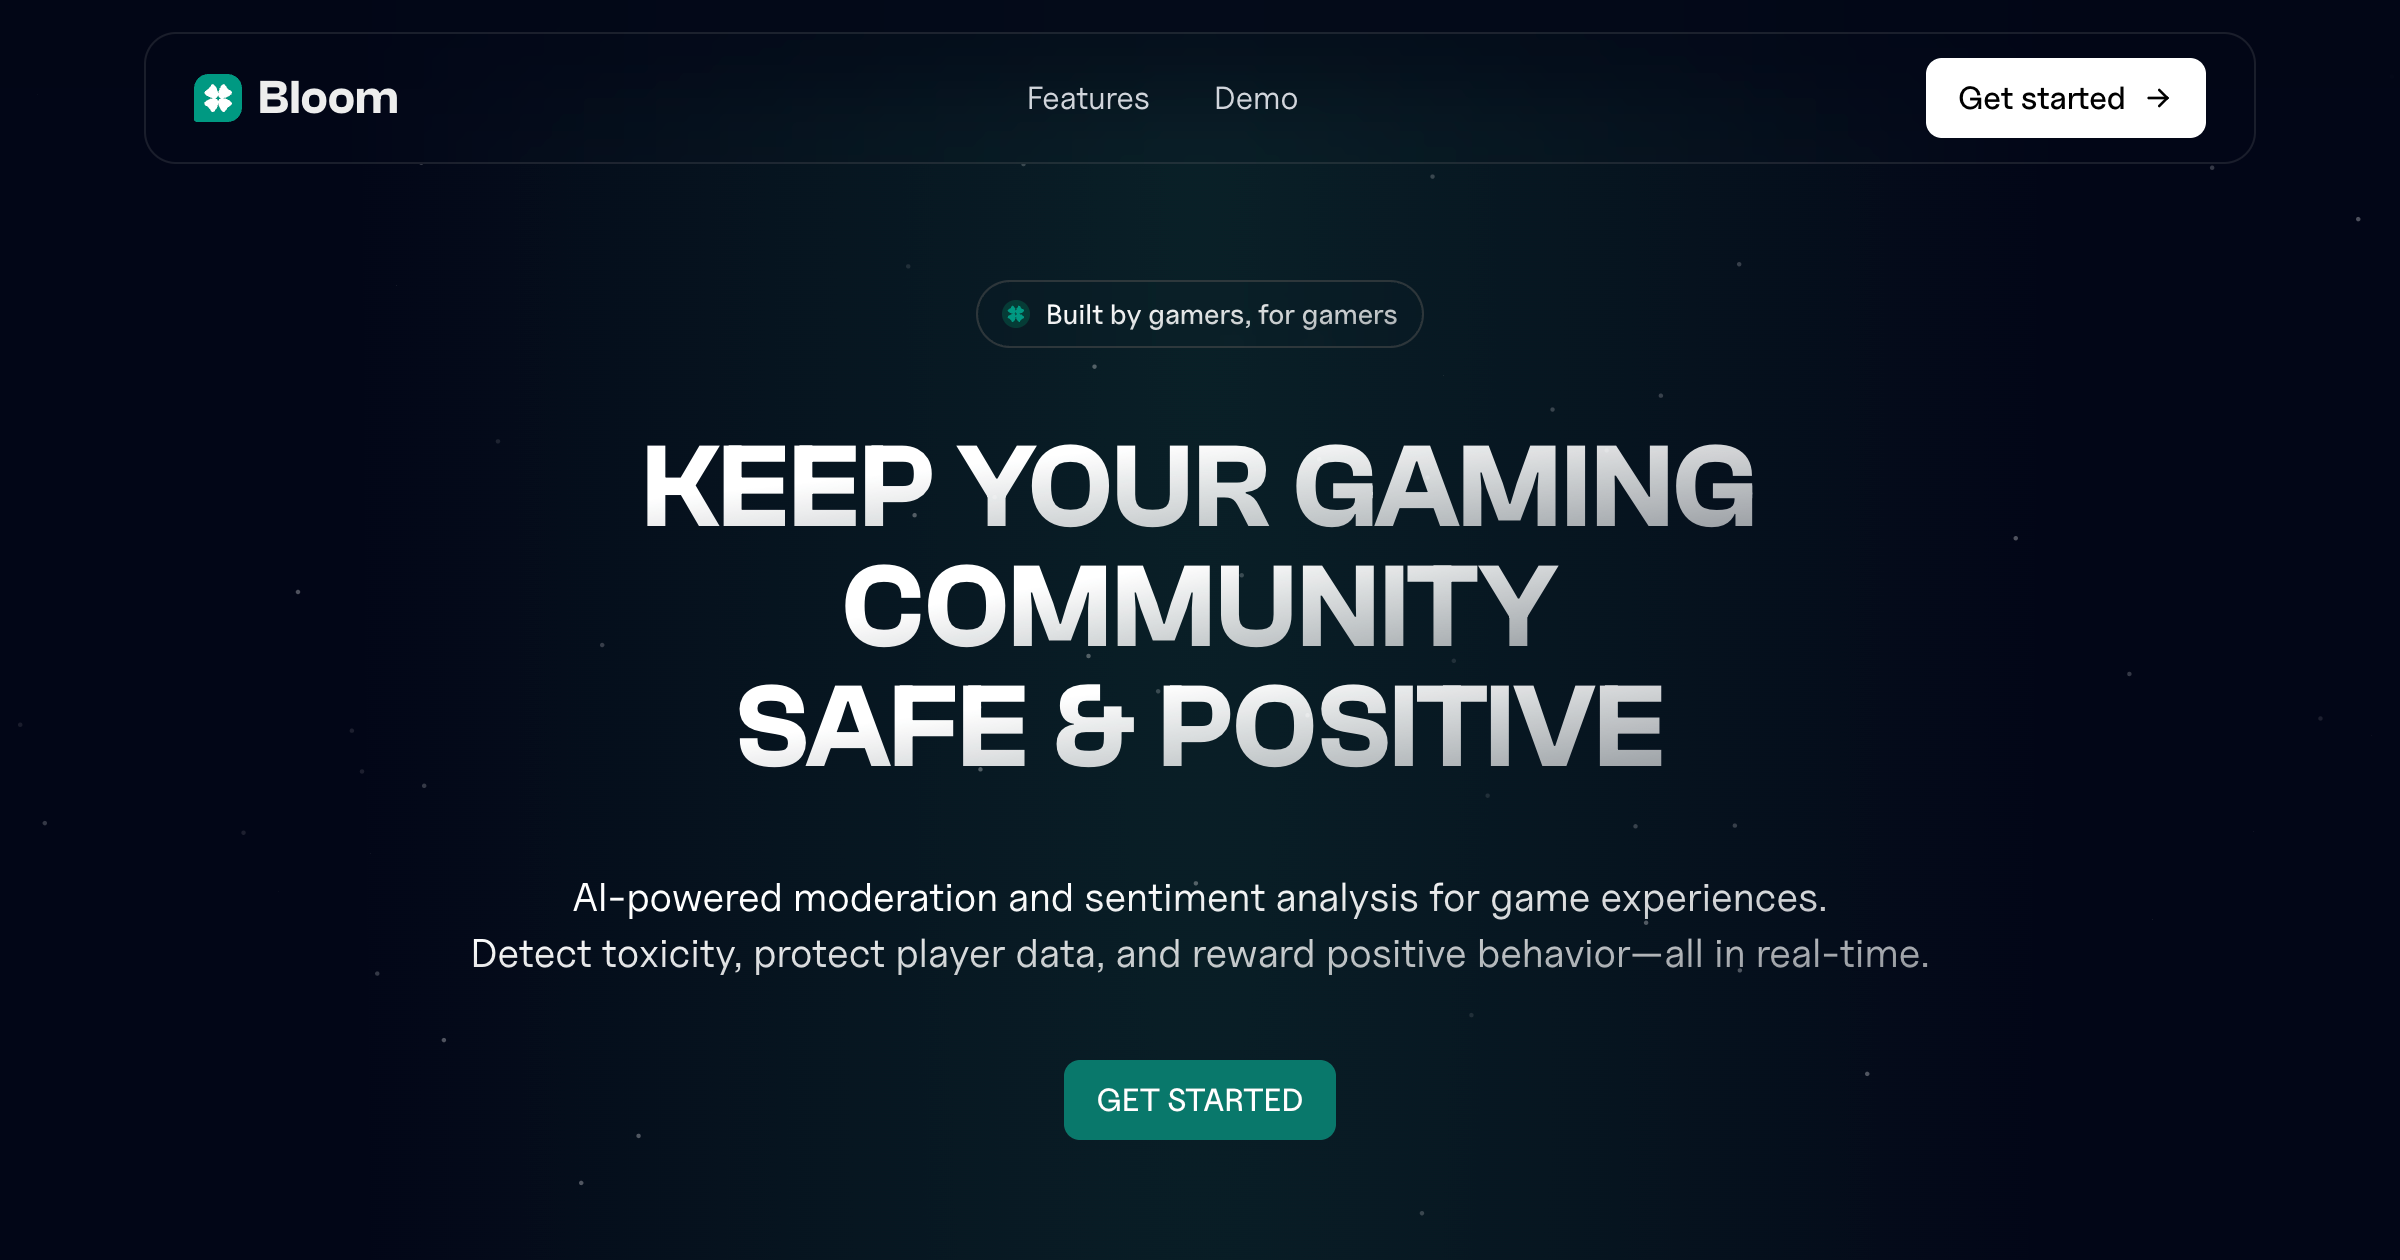 Bloom
Features
Demo
Get started
Built by gamers, for gamers
KEEP YOUR GAMING
COMMUNITY
SAFE & POSITIVE
AI-powered moderation and sentiment analysis for game experiences.
Detect toxicity, protect player data, and reward positive behavior—all in real-time.
GET STARTED